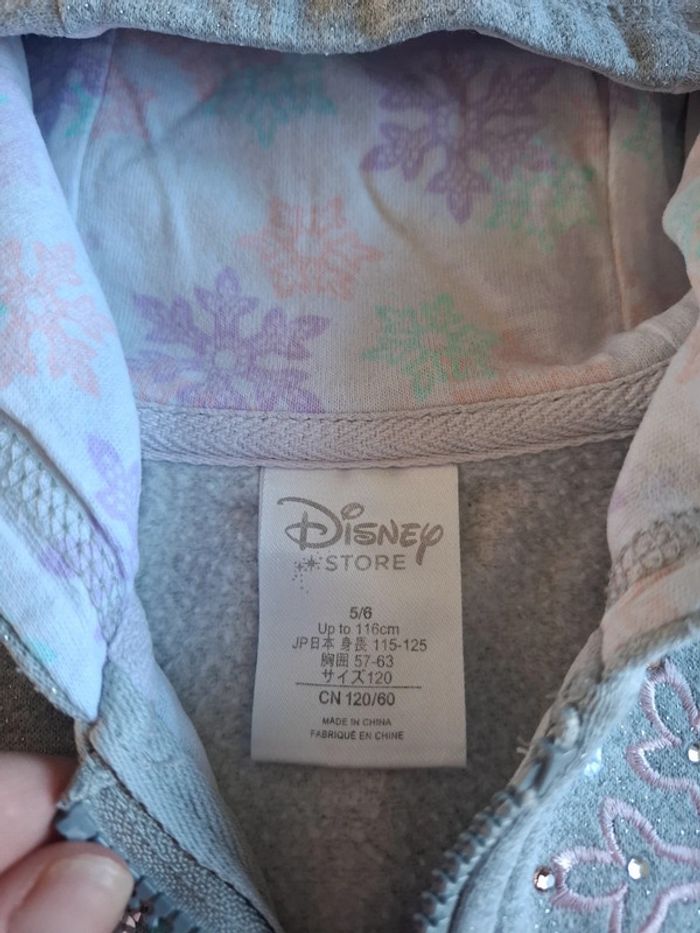 Disney
STORE
5/6
Up to 116cm
JP日本 身長 115-125
胸囲 57-63
サイズ120
CN 120/60
MADE IN CHINA
FABRIQUÉ EN CHINE